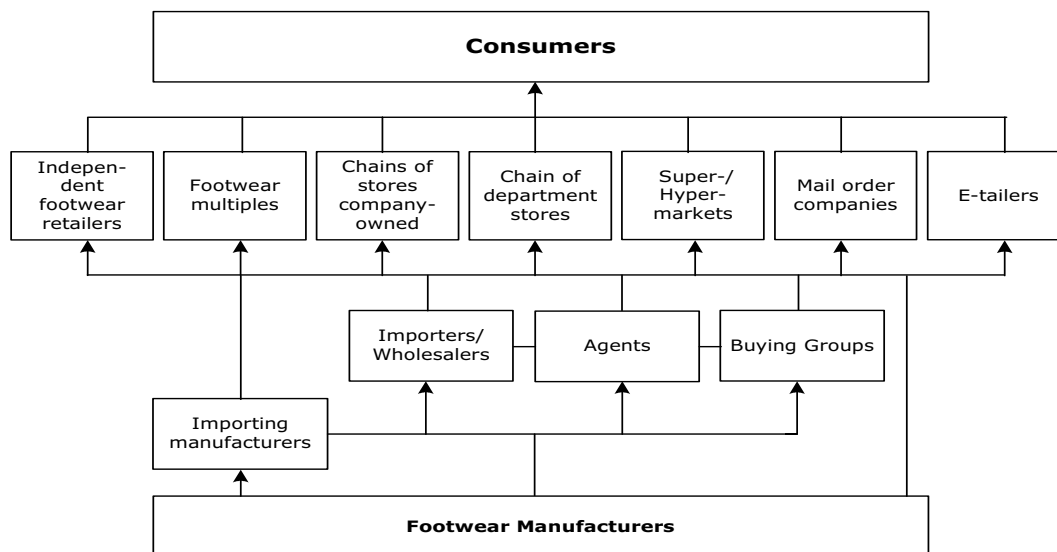 Consumers
Indepen-
dent
footwear
retailers
Footwear
multiples
Chains of
stores
company-
owned
Chain of
department
stores
Super-/
Hyper-
markets
Mail order
companies
E-tailers
Importers/
Wholesalers
Agents
Buying Groups
Importing
manufacturers
Footwear Manufacturers